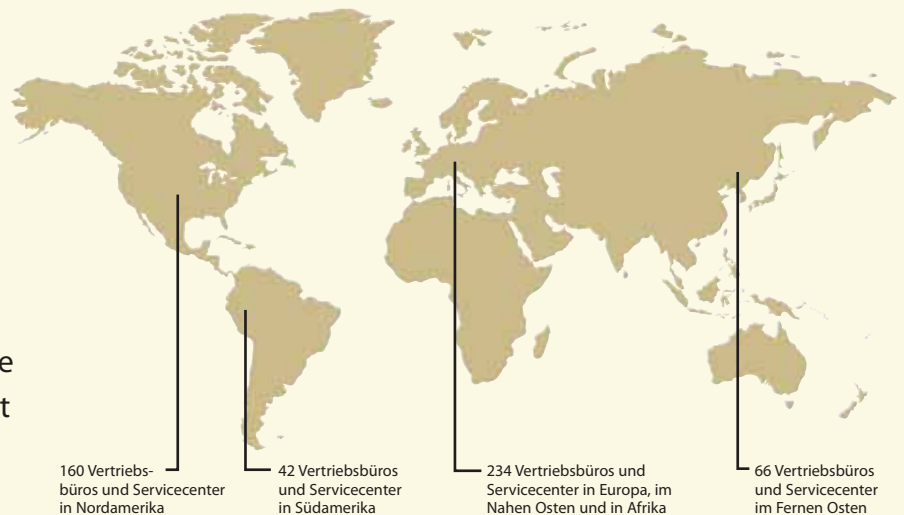 e
t
160 Vertriebs-
büros und Servicecenter
in Nordamerika
42 Vertriebsbüros
und Servicecenter
in Südamerika
234 Vertriebsbüros und
Servicecenter in Europa, im
Nahen Osten und in Afrika
66 Vertriebsbüros
und Servicecenter
im Fernen Osten